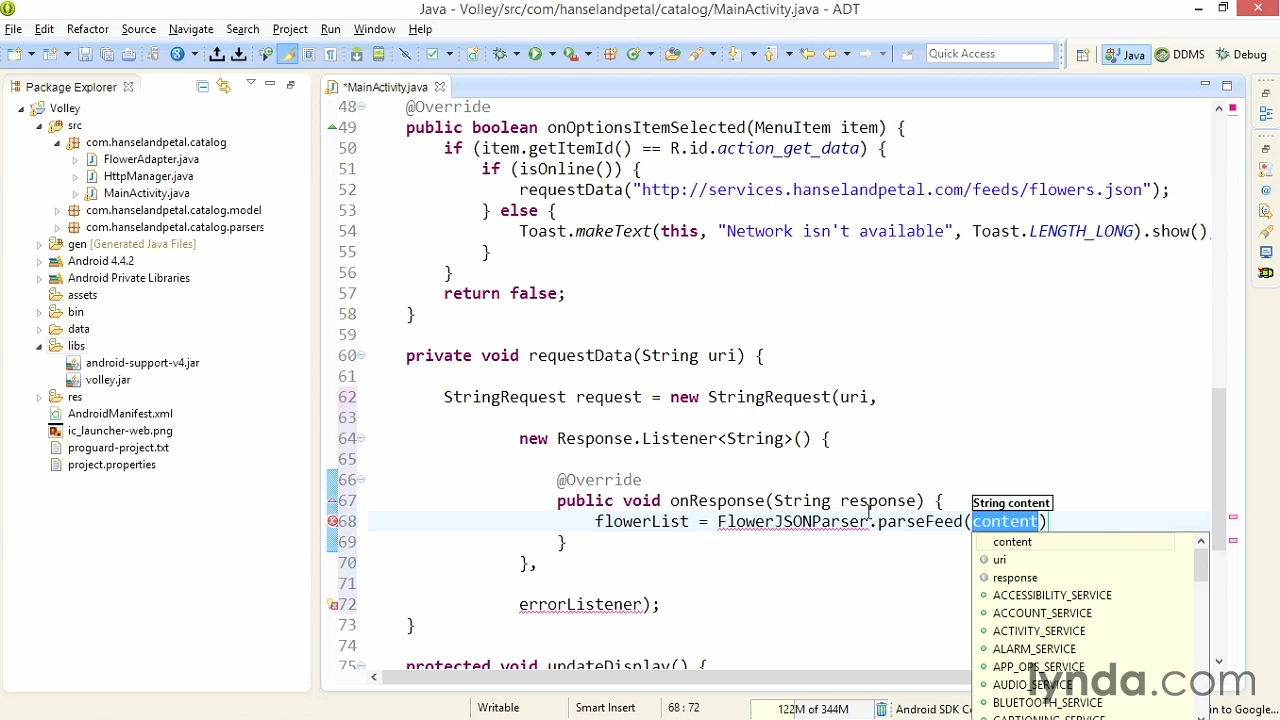 Java - Volley/src/com/hanselandpetal/catalog/MainActivity.java - ADT
File Edit Refactor Source Navigate Search Project Run Window Help
Quick Access Java DDMS Debug
Package Explorer
*MainActivity.java
Volley
src
com.hanselandpetal.catalog
FlowerAdapter.java
HttpManager.java
MainActivity.java
com.hanselandpetal.catalog.model
com.hanselandpetal.catalog.parsers
gen [Generated Java Files]
Android 4.4.2
Android Private Libraries
assets
bin
data
libs
android-support-v4.jar
volley.jar
res
AndroidManifest.xml
ic_launcher-web.png
proguard-project.txt
project.properties
48 @Override
49 public boolean onOptionsItemSelected(MenuItem item) {
50 if (item.getItemId() == R.id.action_get_data) {
51 if (isOnline()) {
52 requestData("http://services.hanselandpetal.com/feeds/flowers.json");
53 } else {
54 Toast.makeText(this, "Network isn't available", Toast.LENGTH_LONG).show()
55 }
56 }
57 return false;
58 }
59
60 private void requestData(String uri) {
61
62 StringRequest request = new StringRequest(uri,
63
64 new Response.Listener<String>() {
65
66 @Override
67 public void onResponse(String response) {
68 flowerList = FlowerJSONParser.parseFeed(content)
69 }
70 },
71
72 errorListener);
73 }
74
75 protected void updateDisplay() {
String content
content
uri
response
ACCESSIBILITY_SERVICE
ACCOUNT_SERVICE
ACTIVITY_SERVICE
ALARM_SERVICE
APP_OPS_SERVICE
AUDIO_SERVICE
BLUETOOTH_SERVICE
CAPTIONING_SERVICE
lynda.com
Writable Smart Insert 68 : 72 122M of 344M Android SDK Co in to Google...